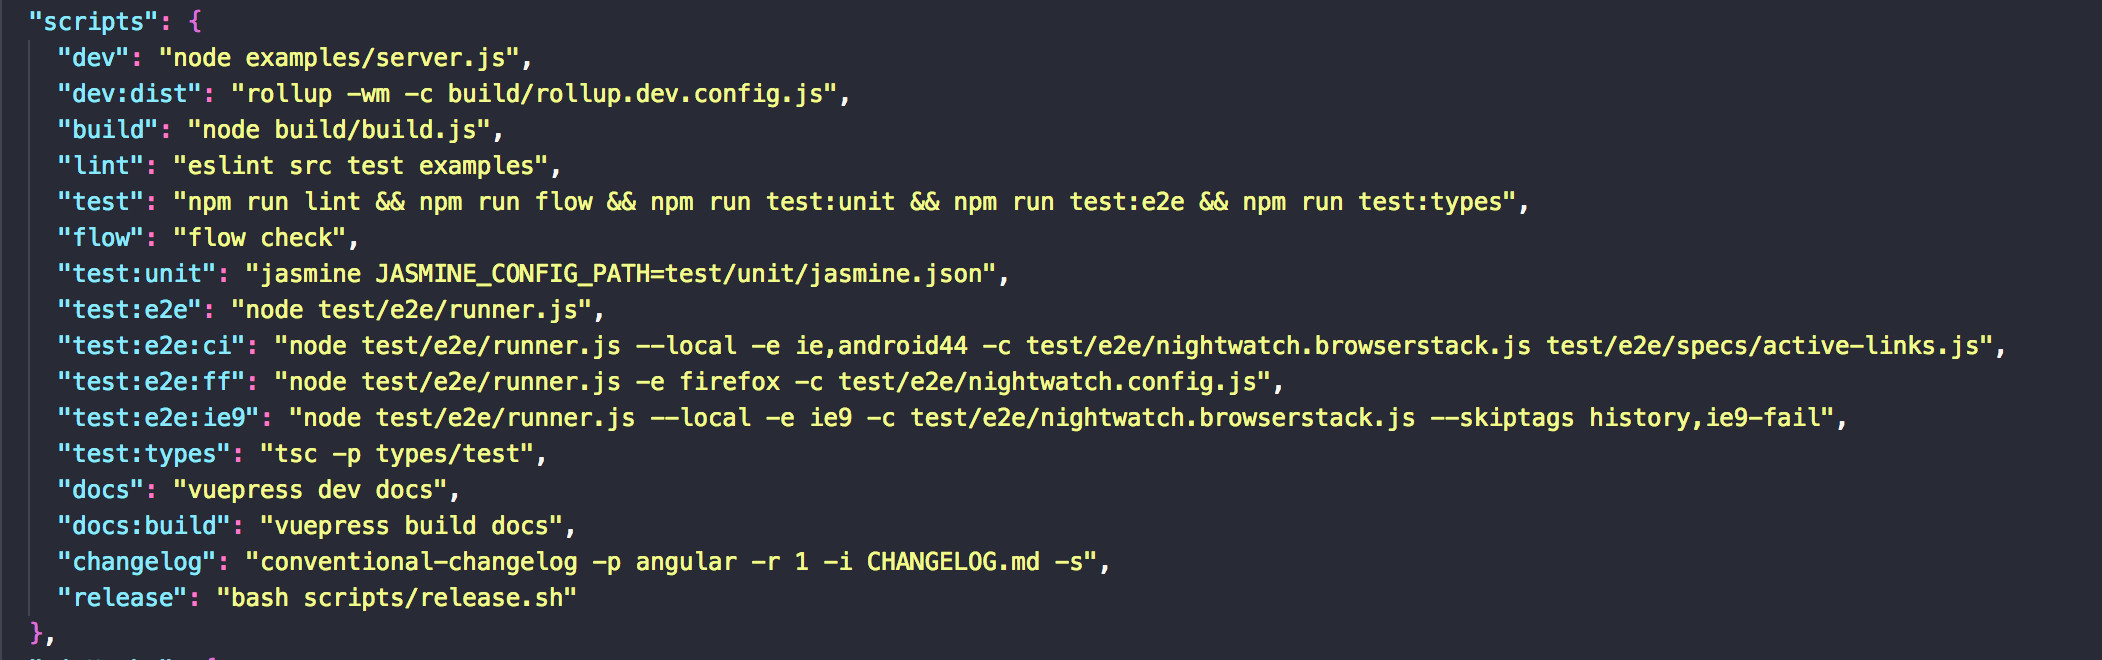 "scripts": {
"dev": "node examples/server.js",
"dev:dist": "rollup -wm -c build/rollup.dev.config.js",
"build": "node build/build.js",
"lint": "eslint src test examples",
"test": "npm run lint && npm run flow && npm run test:unit && npm run test:e2e && npm run test:types",
"flow": "flow check",
"test:unit": "jasmine JASMINE_CONFIG_PATH=test/unit/jasmine.json",
"test:e2e": "node test/e2e/runner.js",
"test:e2e:ci": "node test/e2e/runner.js --local -e ie,android44 -c test/e2e/nightwatch.browserstack.js test/e2e/specs/active-links.js",
"test:e2e:ff": "node test/e2e/runner.js -e firefox -c test/e2e/nightwatch.config.js",
"test:e2e:ie9": "node test/e2e/runner.js --local -e ie9 -c test/e2e/nightwatch.browserstack.js --skiptags history,ie9-fail",
"test:types": "tsc -p types/test",
"docs": "vuepress dev docs",
"docs:build": "vuepress build docs",
"changelog": "conventional-changelog -p angular -r 1 -i CHANGELOG.md -s",
"release": "bash scripts/release.sh"
},